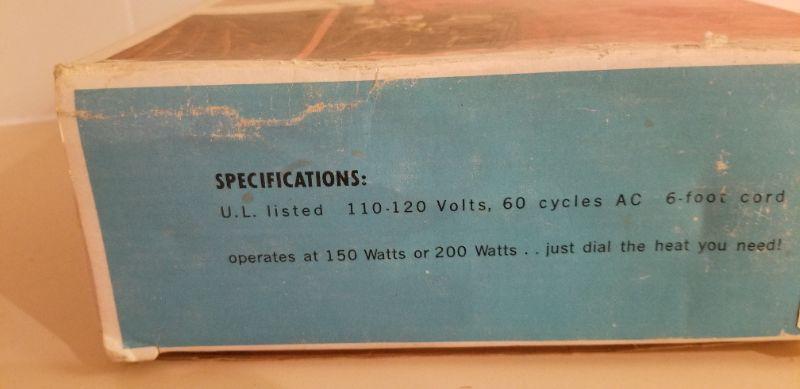 SPECIFICATIONS:
U.L. listed 110-120 Volts, 60 cycles AC 6-foot cord
operates at 150 Watts or 200 Watts . . just dial the heat you need!